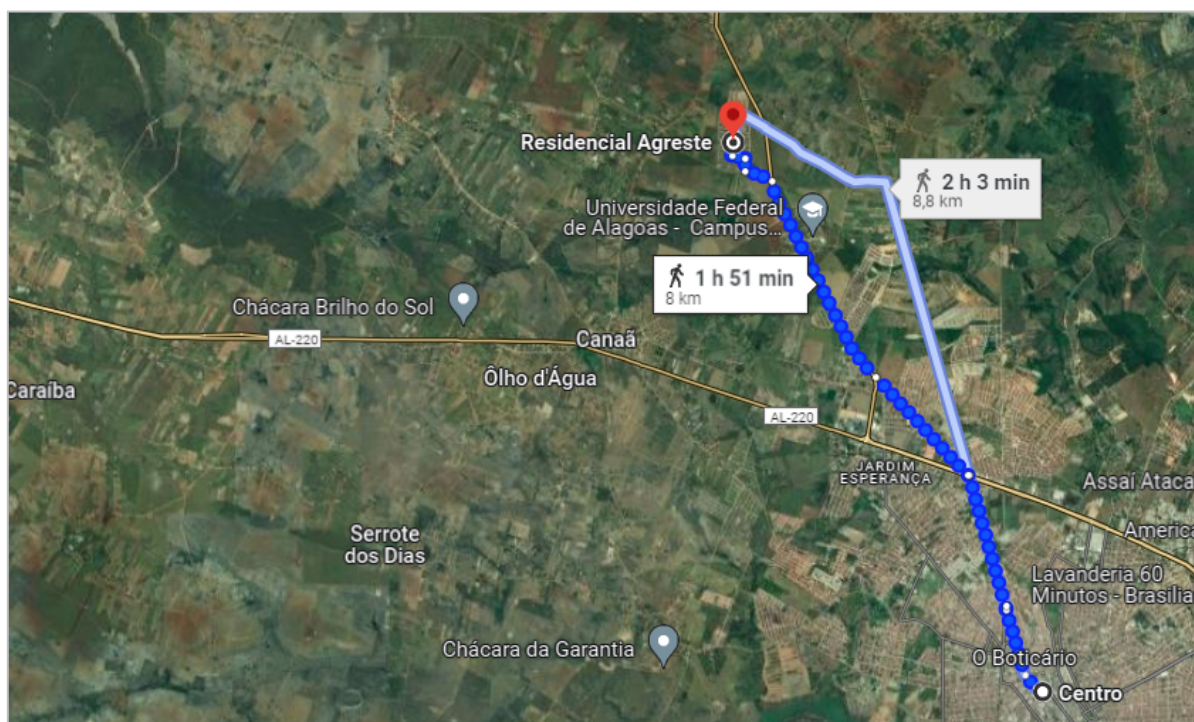 Residencial Agreste
2 h 3 min
8,8 km
Universidade Federal
de Alagoas - Campus...
1 h 51 min
8 km
Chácara Brilho do Sol
AL-220
Canaã
Caraíba
Ôlho d'Água
AL-220
JARDIM
ESPERANÇA
Assaí Ataca
America
Serrote
dos Dias
Lavanderia 60
Minutos - Brasília
Chácara da Garantia
O Boticário
Centro